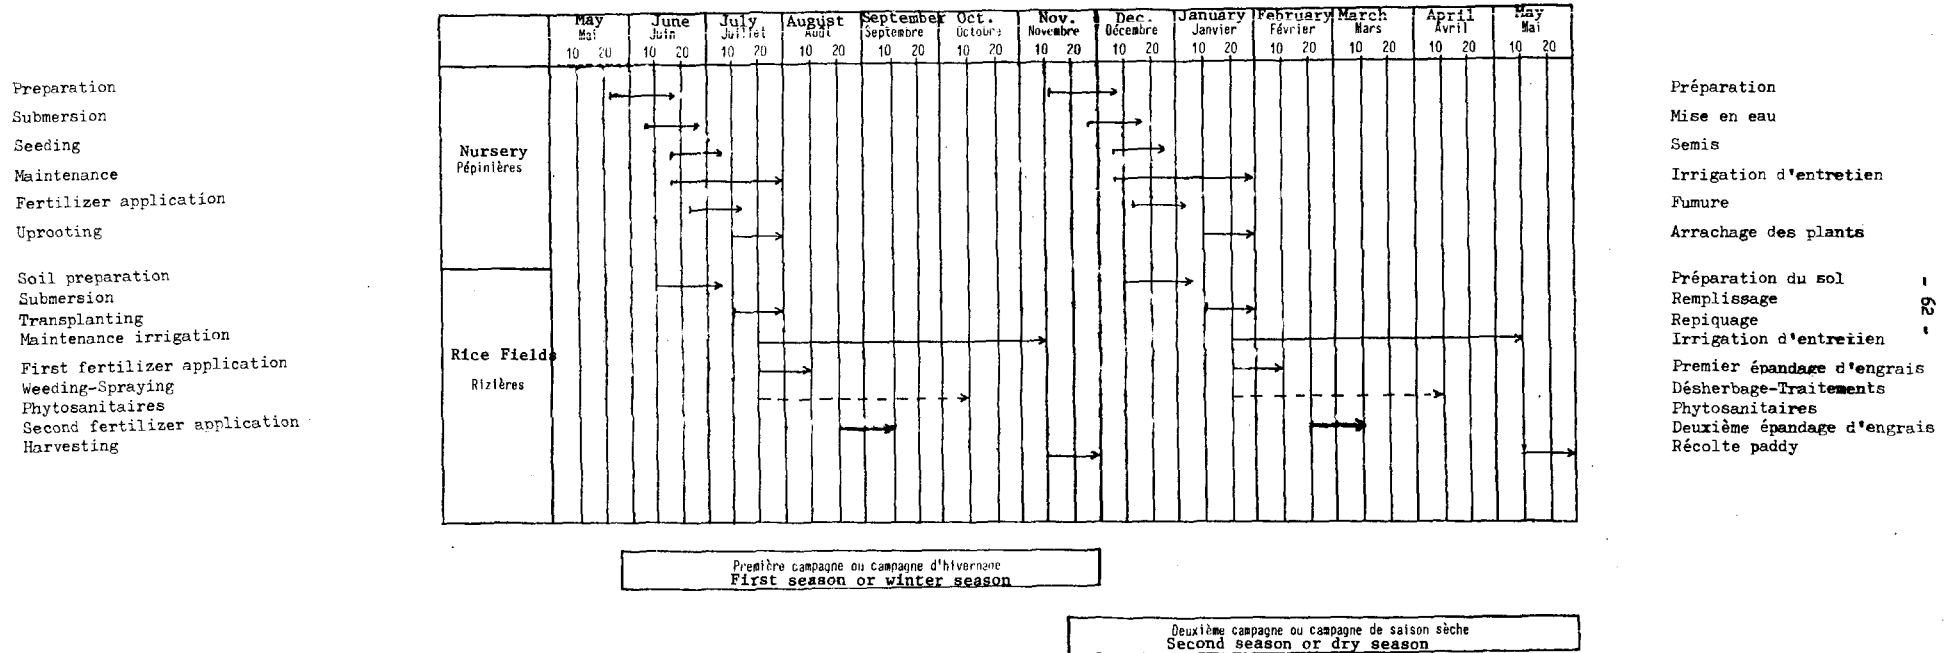 May June July August September Oct. Nov. Dec. January February March April May
Mai Juin Juillet Août Septembre Octobre Novembre Décembre Janvier Février Mars Avril Mai
10 20 10 20 10 20 10 20 10 20 10 20 10 20 10 20 10 20 10 20 10 20 10 20 10 20
Preparation
Submersion
Seeding
Maintenance
Fertilizer application
Uprooting
Soil preparation
Submersion
Transplanting
Maintenance irrigation
First fertilizer application
Weeding-Spraying
Phytosanitaires
Second fertilizer application
Harvesting
Nursery
Pépinières
Rice Fields
Rizières
Préparation
Mise en eau
Semis
Irrigation d'entretien
Fumure
Arrachage des plants
Préparation du sol
Remplissage
Repiquage
Irrigation d'entretien
Premier épandage d'engrais
Désherbage-Traitements
Phytosanitaires
Deuxième épandage d'engrais
Récolte paddy
- 62 -
Première campagne ou campagne d'hivernage
First season or winter season
Deuxième campagne ou campagne de saison sèche
Second season or dry season